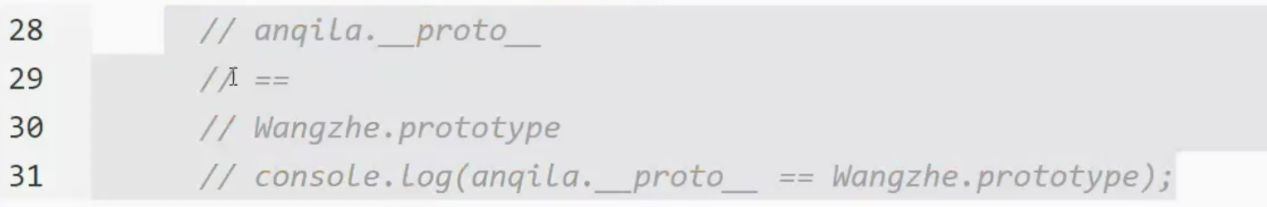 28 // anqila.__proto__
29 // ==
30 // Wangzhe.prototype
31 // console.log(anqila.__proto__ == Wangzhe.prototype);